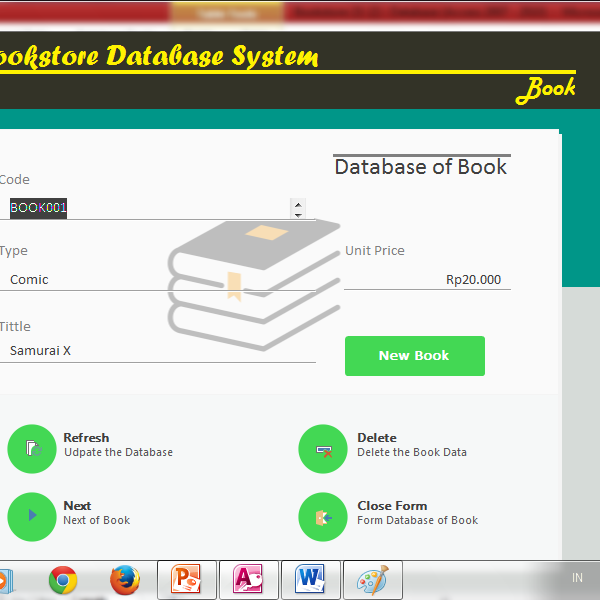 ookstore Database System
Book
Database of Book
Code
BOOK001
Type
Unit Price
Comic
Rp20.000
Tittle
Samurai X
New Book
Refresh
Udpate the Database
Delete
Delete the Book Data
Next
Next of Book
Close Form
Form Database of Book
IN